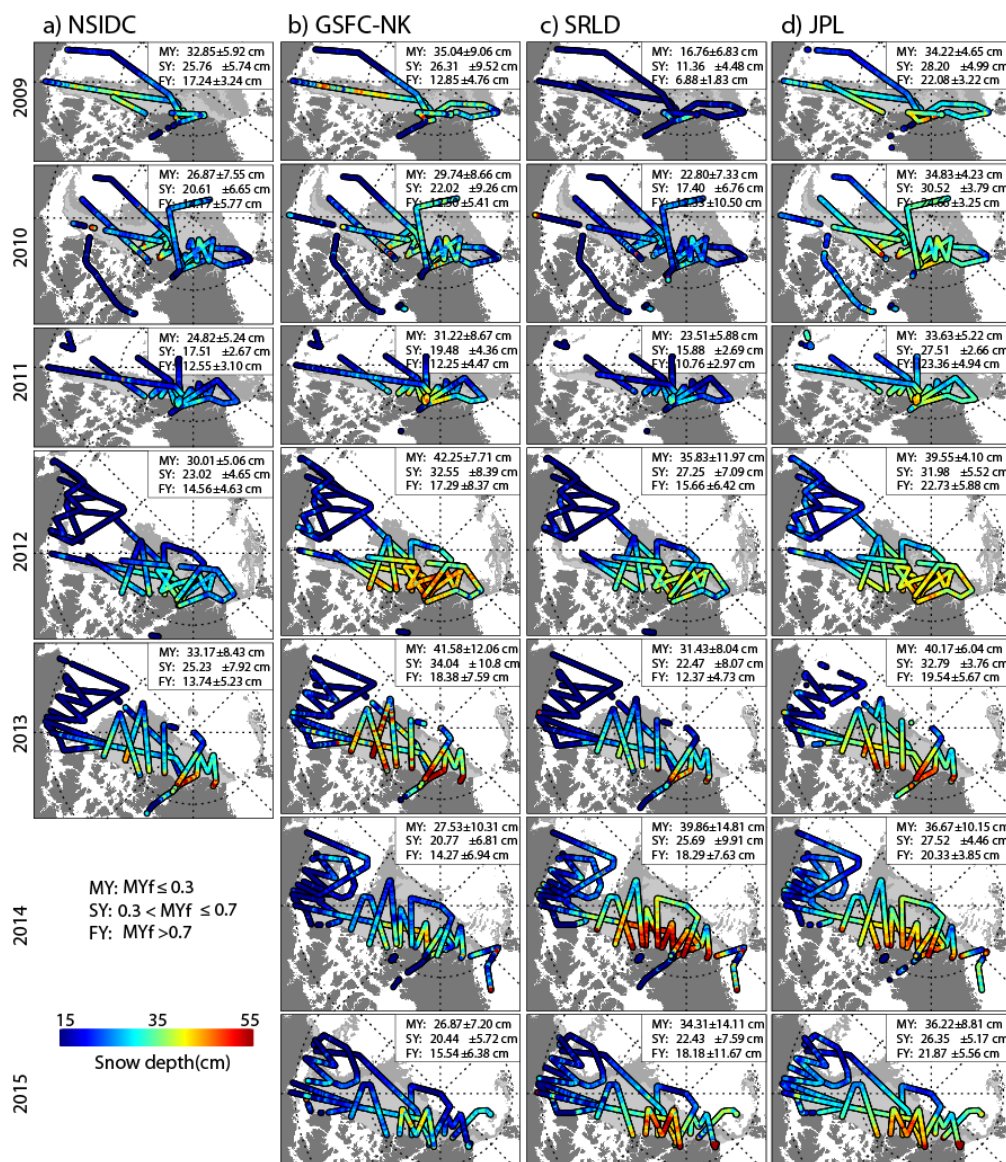 a) NSIDC
b) GSFC-NK
c) SRLD
d) JPL
2009
MY: 32.85±5.92 cm
SY: 25.76 ±5.74 cm
FY: 17.24±3.24 cm
MY: 35.04±9.06 cm
SY: 26.31 ±9.52 cm
FY: 12.85 ±4.76 cm
MY: 16.76±6.83 cm
SY: 11.36 ±4.48 cm
FY: 6.88 ±1.83 cm
MY: 34.22±4.65 cm
SY: 28.20 ±4.99 cm
FY: 22.08 ±3.22 cm
2010
MY: 26.87±7.55 cm
SY: 20.61 ±6.65 cm
FY: ±5.77 cm
MY: 29.74±8.66 cm
SY: 22.02 ±9.26 cm
FY: ±5.41 cm
MY: 22.80±7.33 cm
SY: 17.40 ±6.76 cm
FY: ±10.50 cm
MY: 34.83±4.23 cm
SY: 30.52 ±3.79 cm
FY: ±3.25 cm
2011
MY: 24.82±5.24 cm
SY: 17.51 ±2.67 cm
FY: 12.55±3.10 cm
MY: 31.22±8.67 cm
SY: 19.48 ±4.36 cm
FY: 12.25 ±4.47 cm
MY: 23.51±5.88 cm
SY: 15.88 ±2.69 cm
FY: 10.76 ±2.97 cm
MY: 33.63±5.22 cm
SY: 27.51 ±2.66 cm
FY: 23.36 ±4.94 cm
2012
MY: 30.01±5.06 cm
SY: 23.02 ±4.65 cm
FY: 14.56±4.63 cm
MY: 42.25±7.71 cm
SY: 32.55 ±8.39 cm
FY: 17.29 ±8.37 cm
MY: 35.83±11.97 cm
SY: 27.25 ±7.09 cm
FY: 15.66 ±6.42 cm
MY: 39.55±4.10 cm
SY: 31.98 ±5.52 cm
FY: 22.73 ±5.88 cm
2013
MY: 33.17±8.43 cm
SY: 25.23 ±7.92 cm
FY: 13.74±5.23 cm
MY: 41.58±12.06 cm
SY: 34.04 ±10.8 cm
FY: 18.38 ±7.59 cm
MY: 31.43±8.04 cm
SY: 22.47 ±8.07 cm
FY: 12.37 ±4.73 cm
MY: 40.17±6.04 cm
SY: 32.79 ±3.76 cm
FY: 19.54 ±5.67 cm
2014
MY: MYf ≤ 0.3
SY: 0.3 < MYf ≤ 0.7
FY: MYf >0.7
MY: 27.53±10.31 cm
SY: 20.77 ±6.81 cm
FY: 14.27 ±6.94 cm
MY: 39.86±14.81 cm
SY: 25.69 ±9.91 cm
FY: 18.29 ±7.63 cm
MY: 36.67±10.15 cm
SY: 27.52 ±4.46 cm
FY: 20.33 ±3.85 cm
15 35 55
Snow depth(cm)
2015
MY: 26.87±7.20 cm
SY: 20.44 ±5.72 cm
FY: 15.54 ±6.38 cm
MY: 34.31±14.11 cm
SY: 22.43 ±7.59 cm
FY: 18.18 ±11.67 cm
MY: 36.22±8.81 cm
SY: 26.35 ±5.17 cm
FY: 21.87 ±5.56 cm